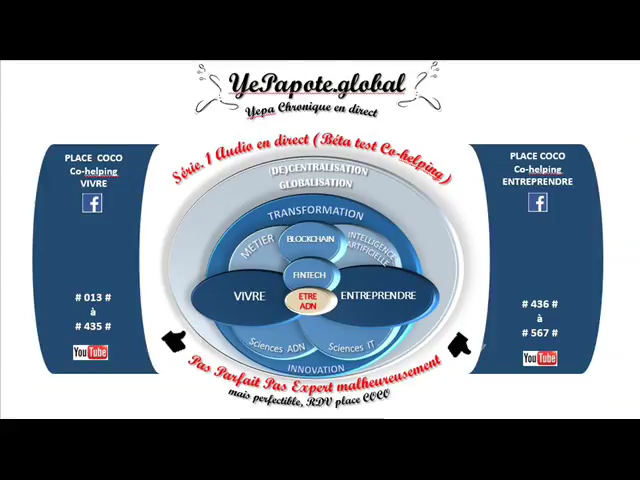 YePapote.global
Yepa Chronique en direct
Série. 1 Audio en direct (Béta test Co-helping)
PLACE COCO
Co-helping
VIVRE
# 013 #
à
# 435 #
YouTube
(DE)CENTRALISATION
GLOBALISATION
TRANSFORMATION
METIER
BLOCKCHAIN
INTELLIGENCE
ARTIFICIELLE
FINTECH
VIVRE
ETRE
ADN
ENTREPRENDRE
Sciences ADN
Sciences IT
INNOVATION
PLACE COCO
Co-helping
ENTREPRENDRE
# 436 #
à
# 567 #
YouTube
Pas Parfait Pas Expert malheureusement
mais perfectible, RDV place COCO